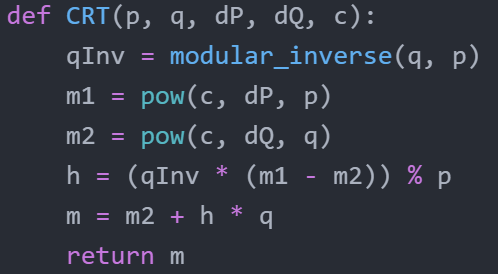 def CRT(p, q, dP, dQ, c):
    qInv = modular_inverse(q, p)
    m1 = pow(c, dP, p)
    m2 = pow(c, dQ, q)
    h = (qInv * (m1 - m2)) % p
    m = m2 + h * q
    return m